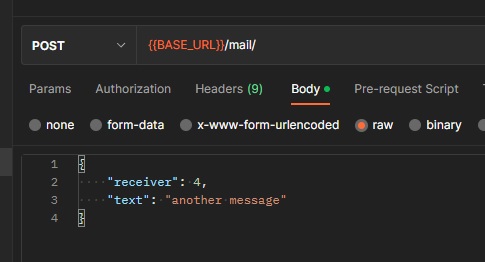 POST {{BASE_URL}}/mail/
Params Authorization Headers (9) Body Pre-request Script
none form-data x-www-form-urlencoded raw binary
1 {
2 "receiver": 4,
3 "text": "another message"
4 }